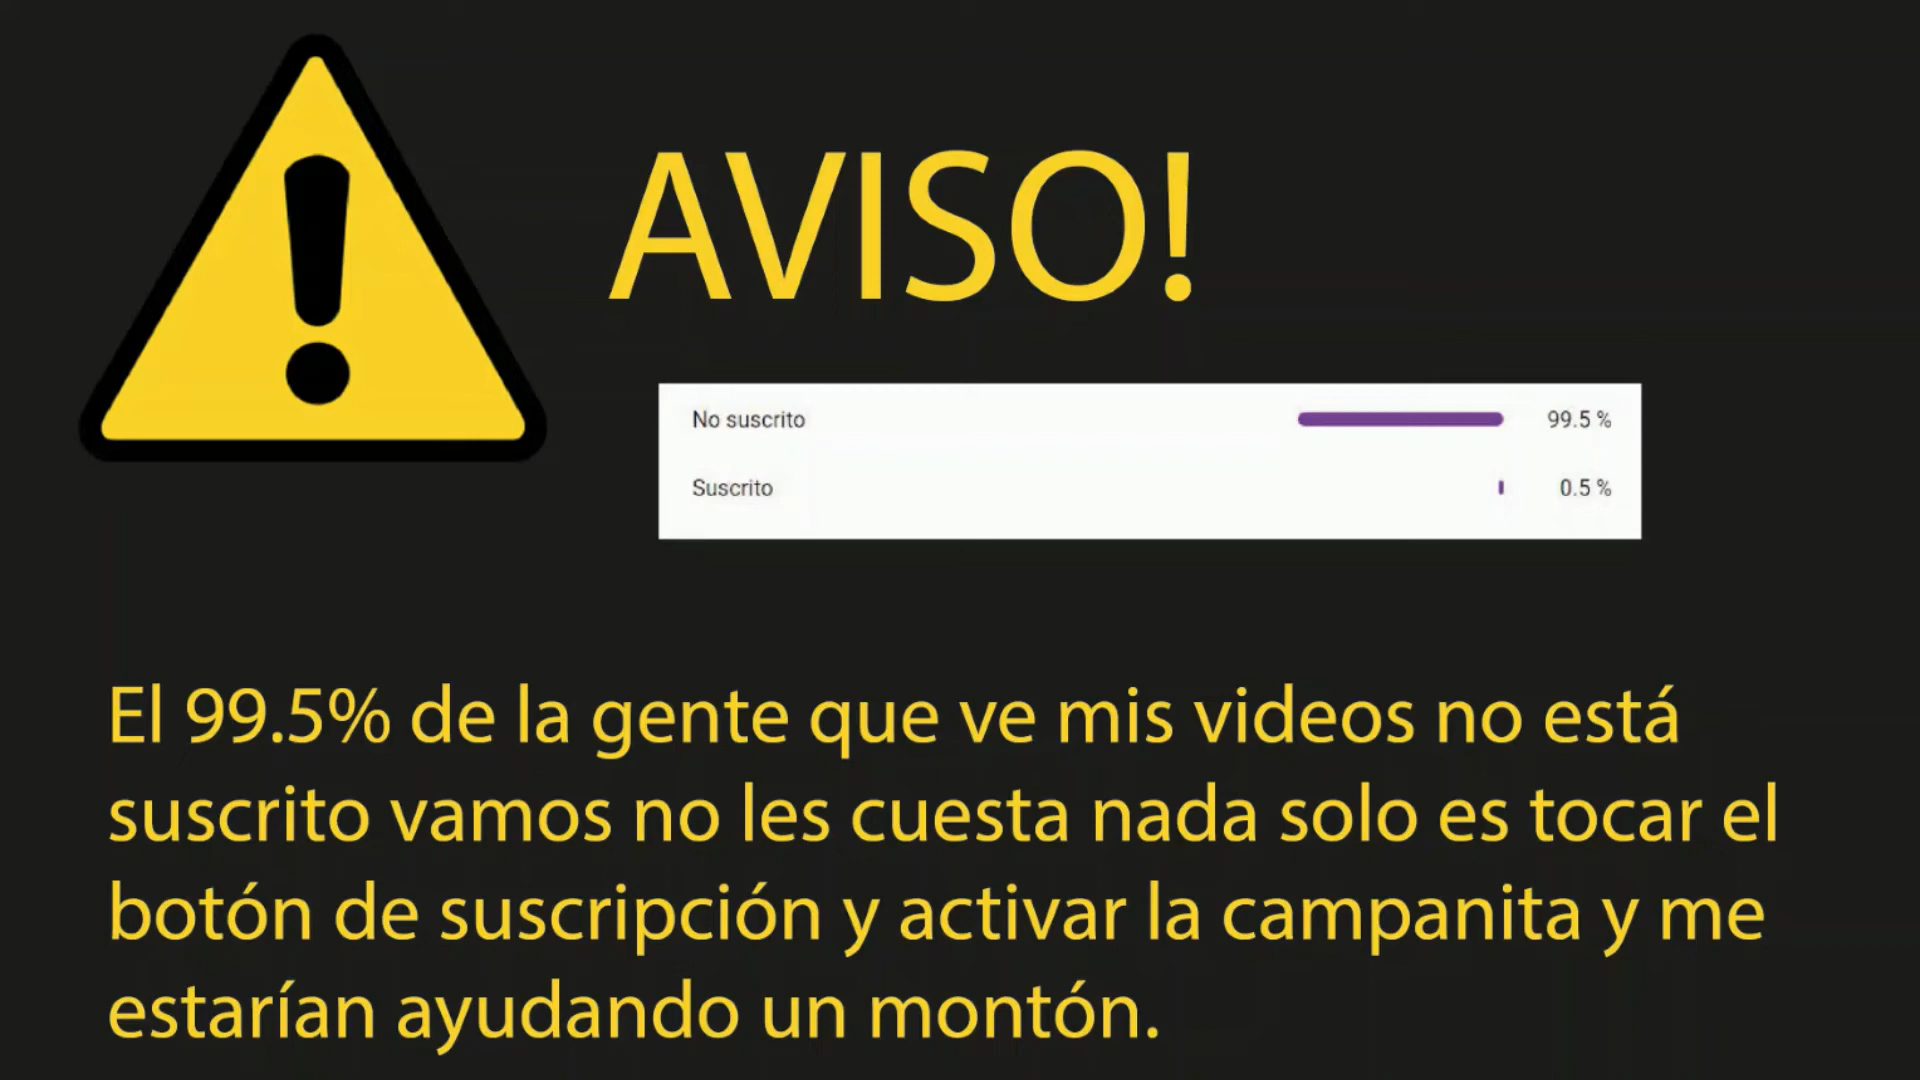 AVISO!
No suscrito 99.5 %
Suscrito 0.5 %
El 99.5% de la gente que ve mis videos no está
suscrito vamos no les cuesta nada solo es tocar el
botón de suscripción y activar la campanita y me
estarían ayudando un montón.